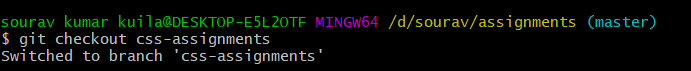 sourav kumar kuila@DESKTOP-E5L2OTF MINGW64 /d/sourav/assignments (master)
$ git checkout css-assignments
Switched to branch 'css-assignments'